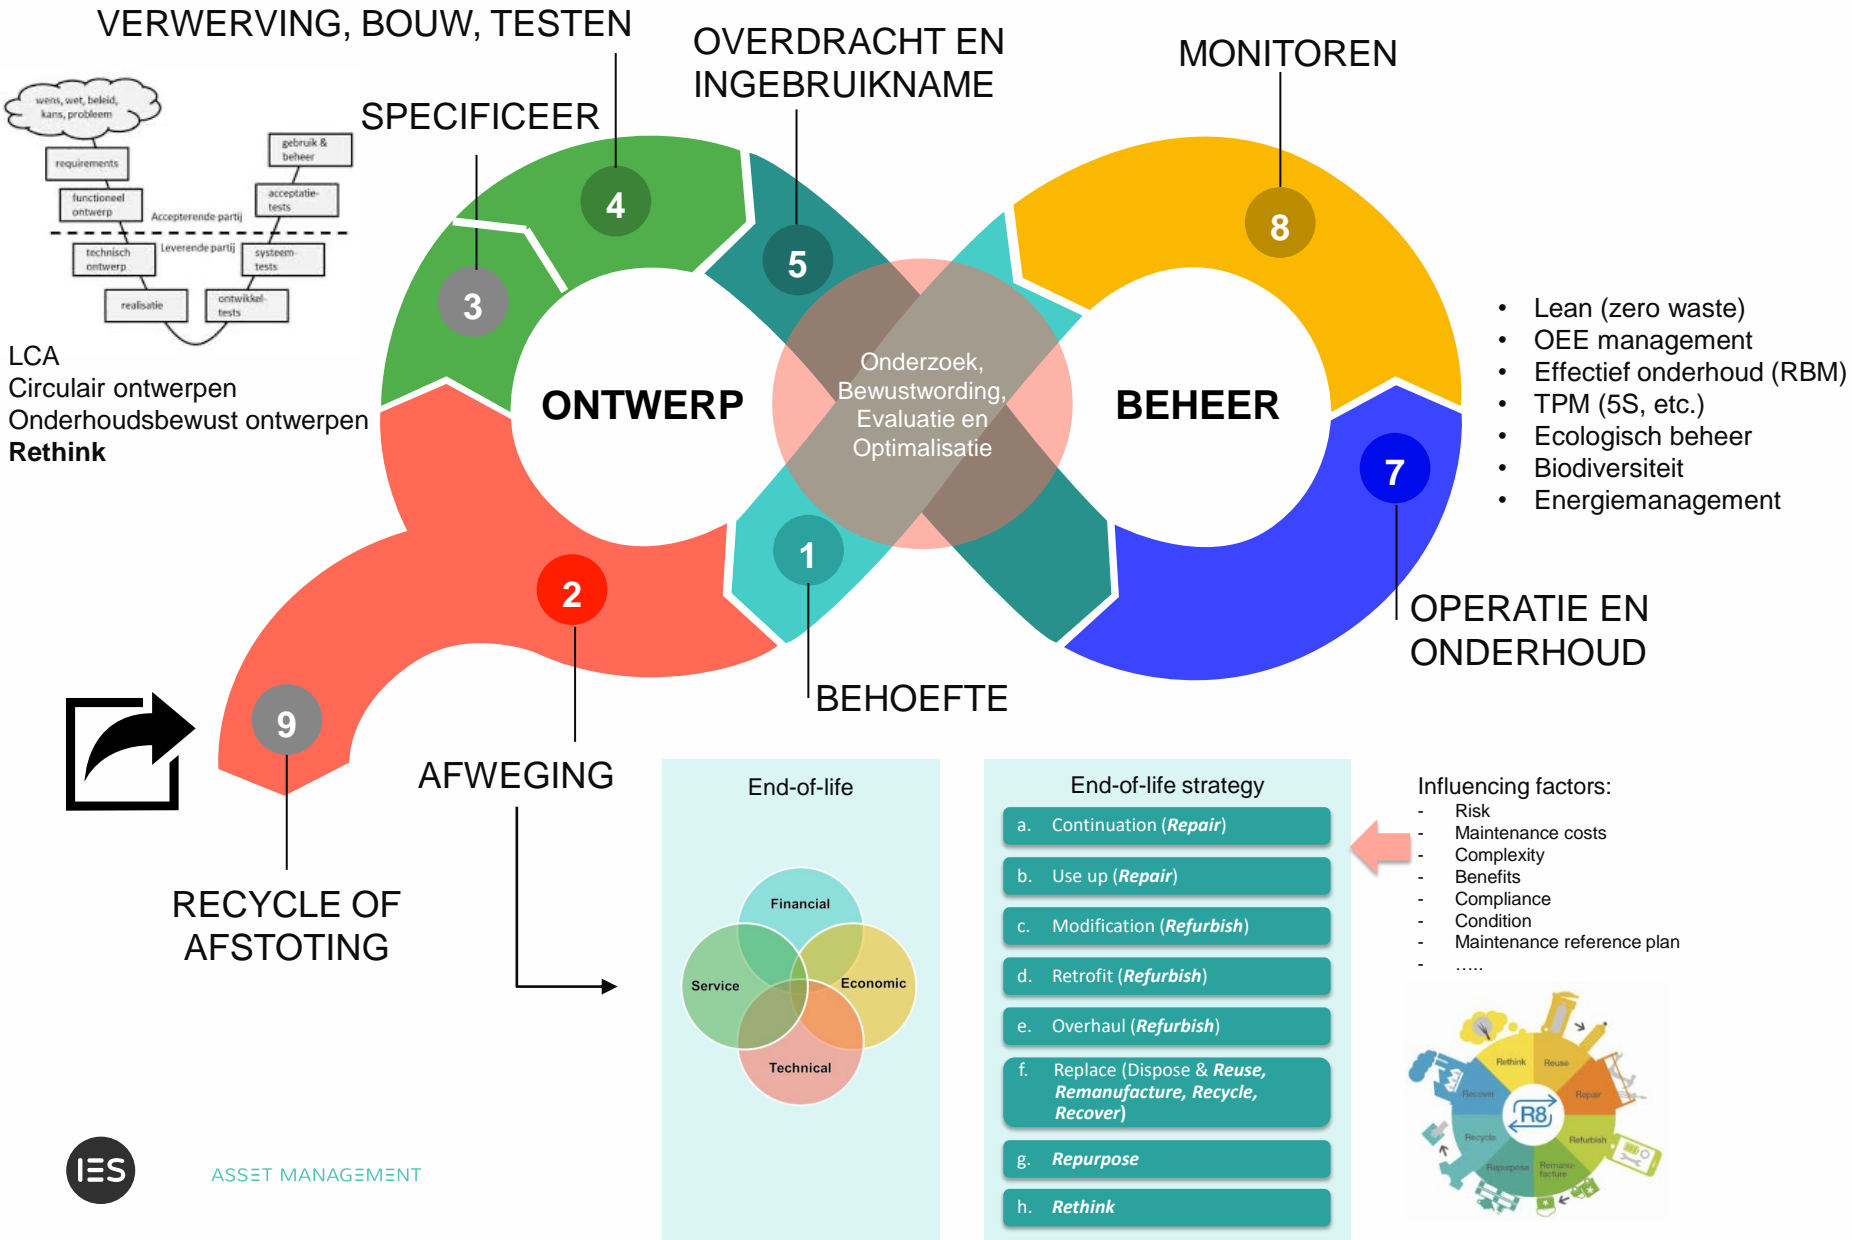 VERWERVING, BOUW, TESTEN
OVERDRACHT EN
INGEBRUIKNAME
MONITOREN
SPECIFICEER
wens, wet, beleid,
kans, probleem
requirements
functioneel
ontwerp
technisch
ontwerp
realisatie
ontwikkel-
tests
systeem-
tests
acceptatie-
tests
gebruik &
beheer
Accepterende partij
Leverende partij
LCA
Circulair ontwerpen
Onderhoudsbewust ontwerpen
Rethink
4
5
8
3
ONTWERP
Onderzoek,
Bewustwording,
Evaluatie en
Optimalisatie
BEHEER
7
1
2
9
• Lean (zero waste)
• OEE management
• Effectief onderhoud (RBM)
• TPM (5S, etc.)
• Ecologisch beheer
• Biodiversiteit
• Energiemanagement
OPERATIE EN
ONDERHOUD
BEHOEFTE
AFWEGING
RECYCLE OF
AFSTOTING
End-of-life
Financial
Service
Economic
Technical
End-of-life strategy
a. Continuation (Repair)
b. Use up (Repair)
c. Modification (Refurbish)
d. Retrofit (Refurbish)
e. Overhaul (Refurbish)
f. Replace (Dispose & Reuse,
Remanufacture, Recycle,
Recover)
g. Repurpose
h. Rethink
Influencing factors:
- Risk
- Maintenance costs
- Complexity
- Benefits
- Compliance
- Condition
- Maintenance reference plan
- …..
Rethink
Reuse
Recover
Repair
R8
Recycle
Refurbish
Repurpose
Remanu-
facture
IES
ASSET MANAGEMENT